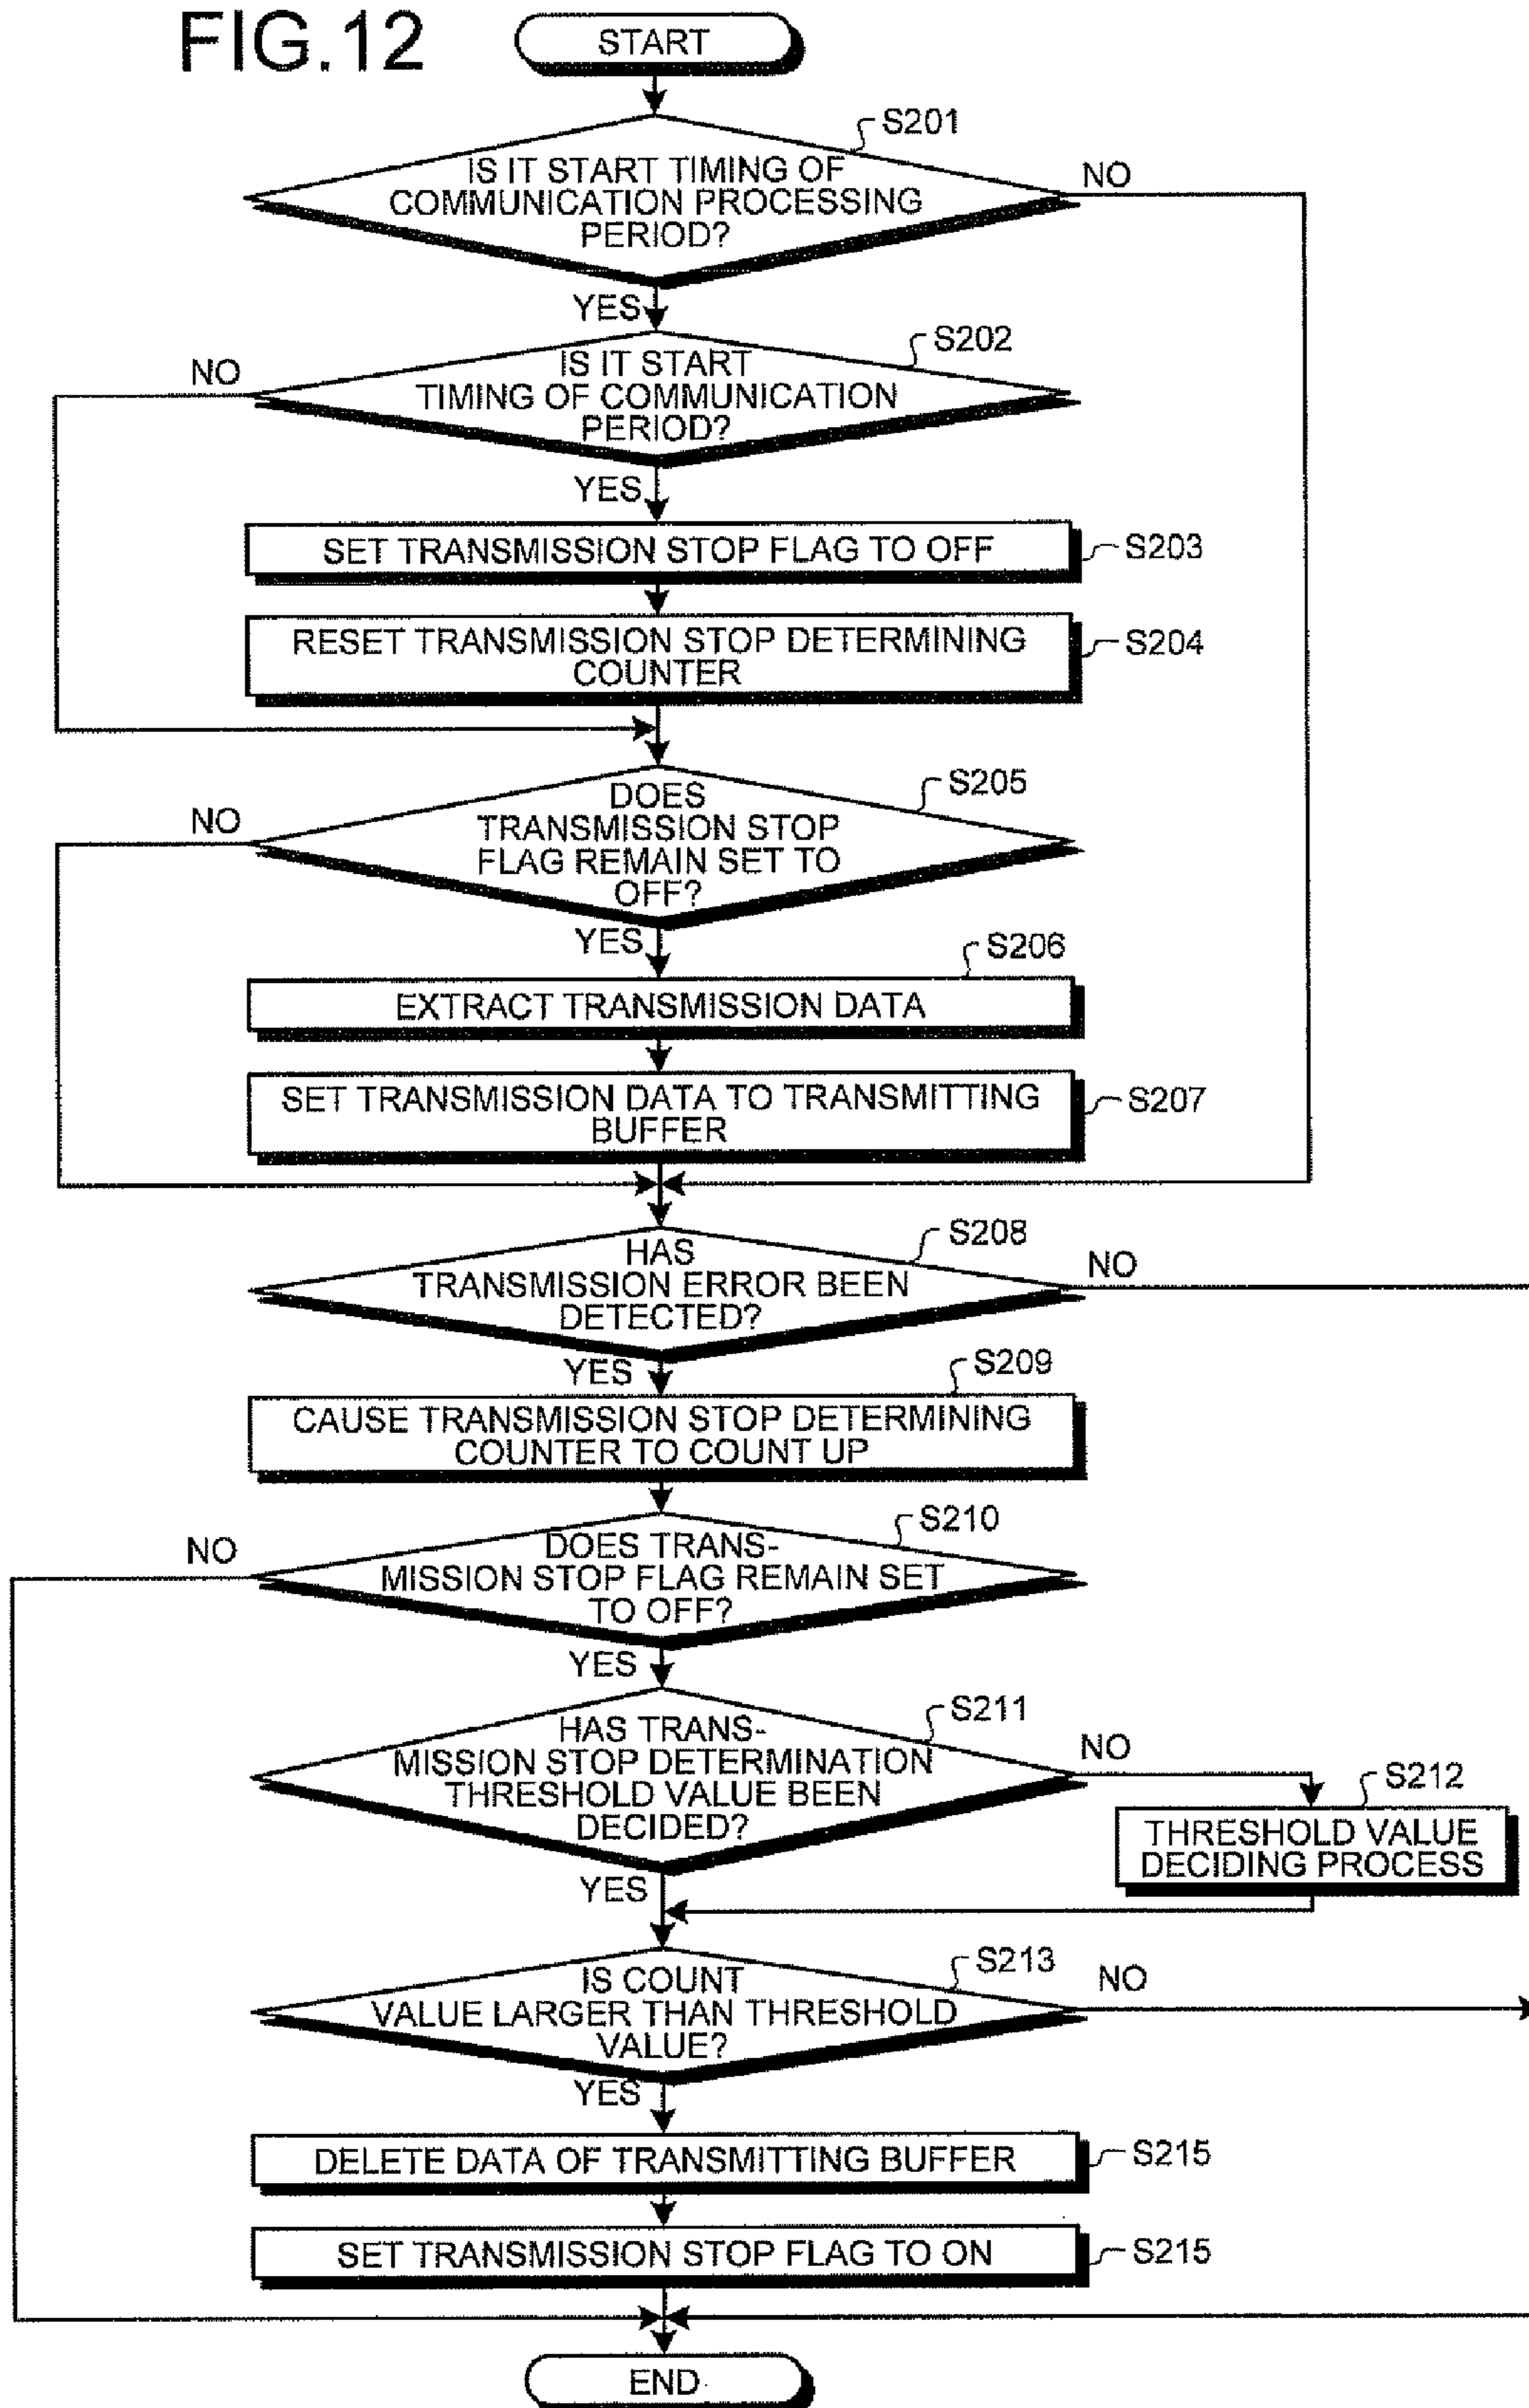 FIG.12
START
S201
IS IT START TIMING OF
COMMUNICATION PROCESSING
PERIOD?
NO
YES
S202
IS IT START
TIMING OF COMMUNICATION
PERIOD?
NO
YES
SET TRANSMISSION STOP FLAG TO OFF
S203
RESET TRANSMISSION STOP DETERMINING
COUNTER
S204
S205
DOES
TRANSMISSION STOP
FLAG REMAIN SET TO
OFF?
NO
YES
S206
EXTRACT TRANSMISSION DATA
SET TRANSMISSION DATA TO TRANSMITTING
BUFFER
S207
S208
HAS
TRANSMISSION ERROR BEEN
DETECTED?
NO
YES
S209
CAUSE TRANSMISSION STOP DETERMINING
COUNTER TO COUNT UP
S210
DOES TRANS-
MISSION STOP FLAG REMAIN SET
TO OFF?
NO
YES
S211
HAS TRANS-
MISSION STOP DETERMINATION
THRESHOLD VALUE BEEN
DECIDED?
NO
S212
THRESHOLD VALUE
DECIDING PROCESS
YES
S213
IS COUNT
VALUE LARGER THAN THRESHOLD
VALUE?
NO
YES
DELETE DATA OF TRANSMITTING BUFFER
S215
SET TRANSMISSION STOP FLAG TO ON
S215
END